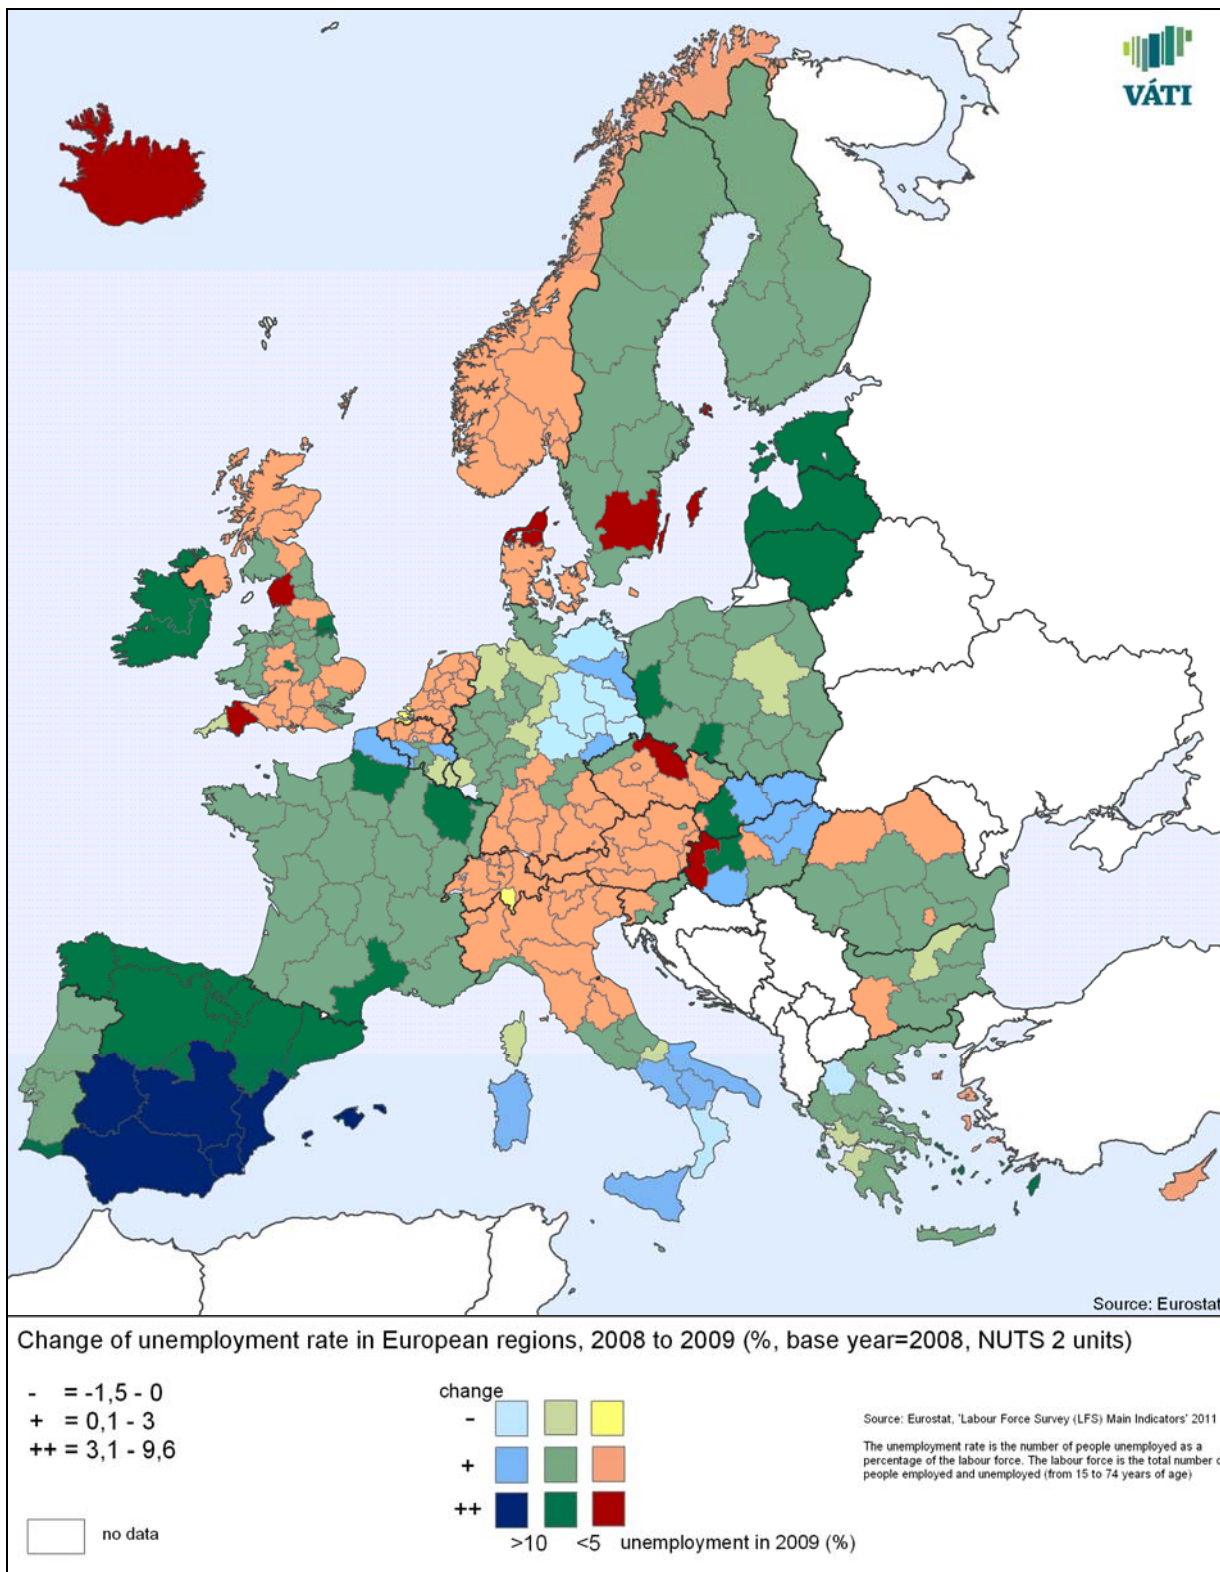 VÁTI
Source: Eurostat
Change of unemployment rate in European regions, 2008 to 2009 (%, base year=2008, NUTS 2 units)
- = -1,5 - 0
+ = 0,1 - 3
++ = 3,1 - 9,6
no data
change
-
+
++
>10 <5 unemployment in 2009 (%)
Source: Eurostat, 'Labour Force Survey (LFS) Main Indicators' 2011
The unemployment rate is the number of people unemployed as a
percentage of the labour force. The labour force is the total number o
people employed and unemployed (from 15 to 74 years of age)